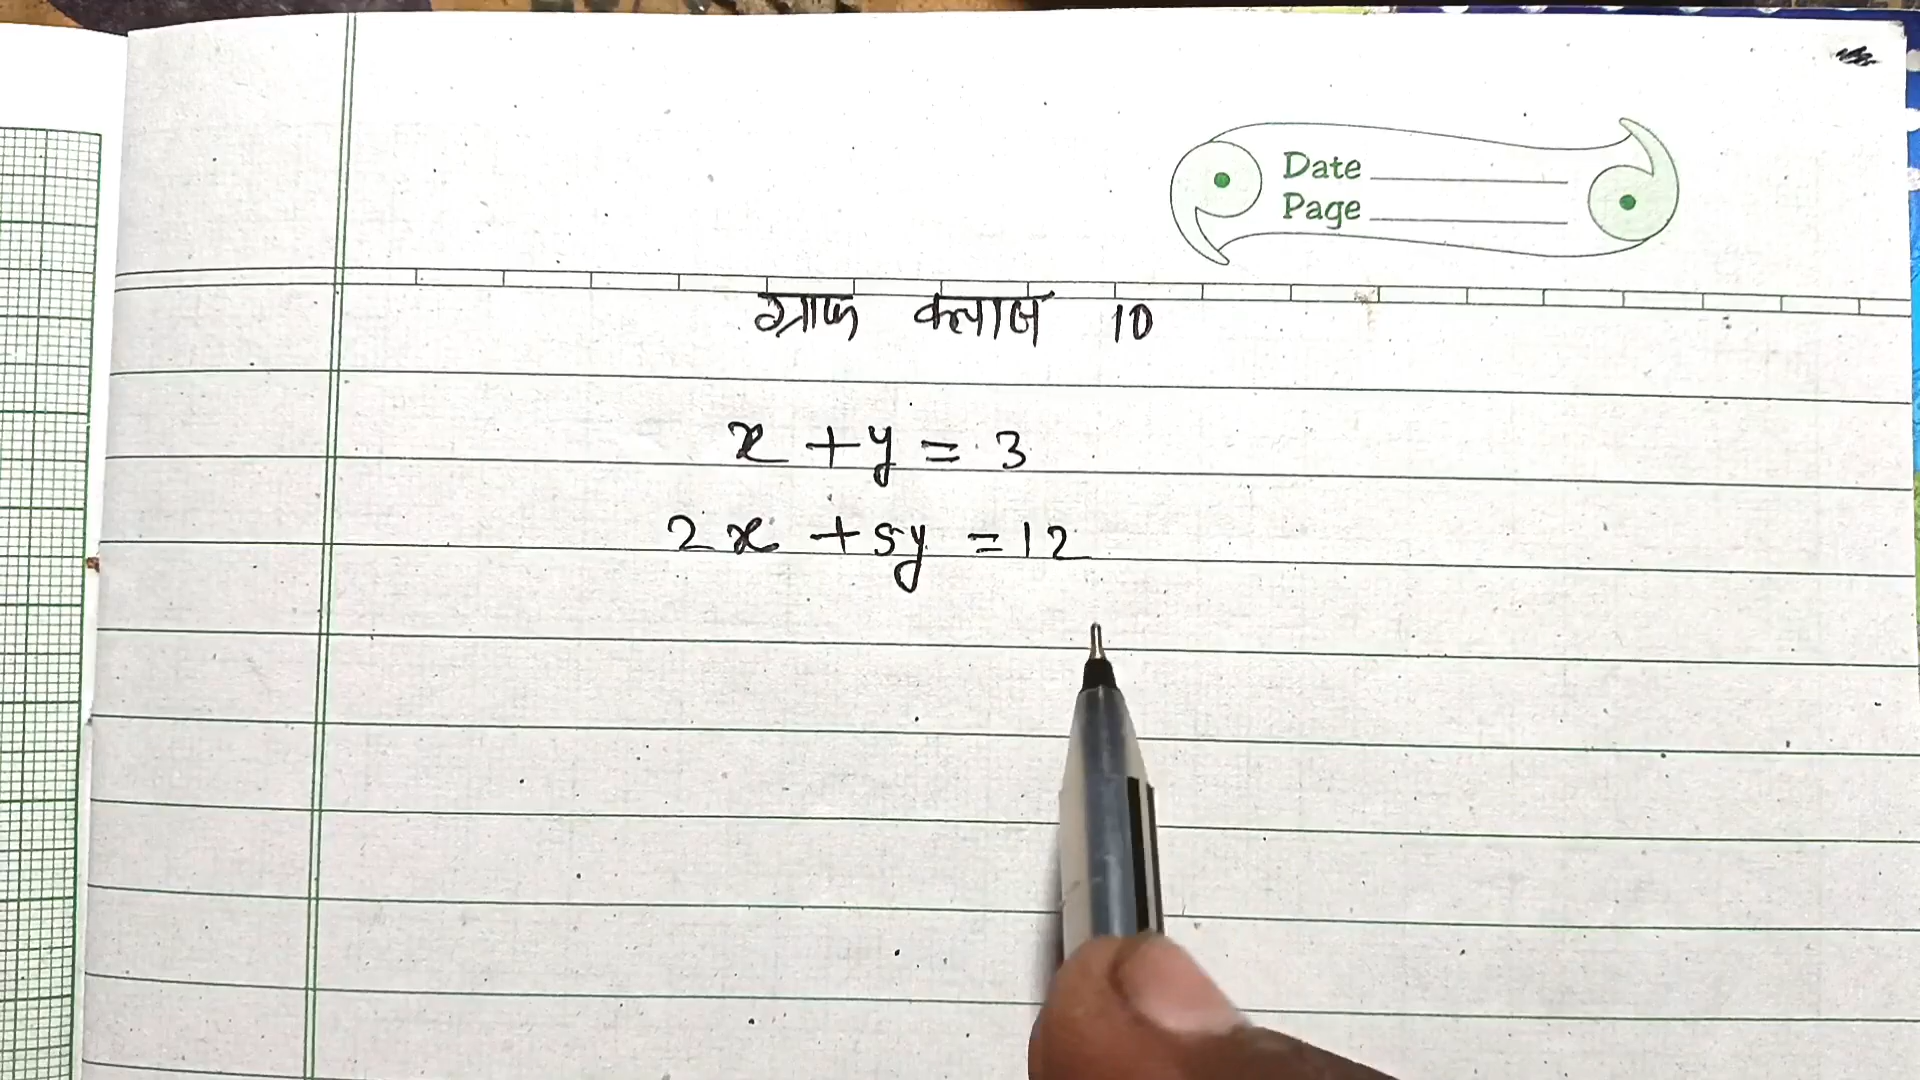 Date
Page
ग्राफ क्लास 10
x + y = 3
2x + 5y = 12